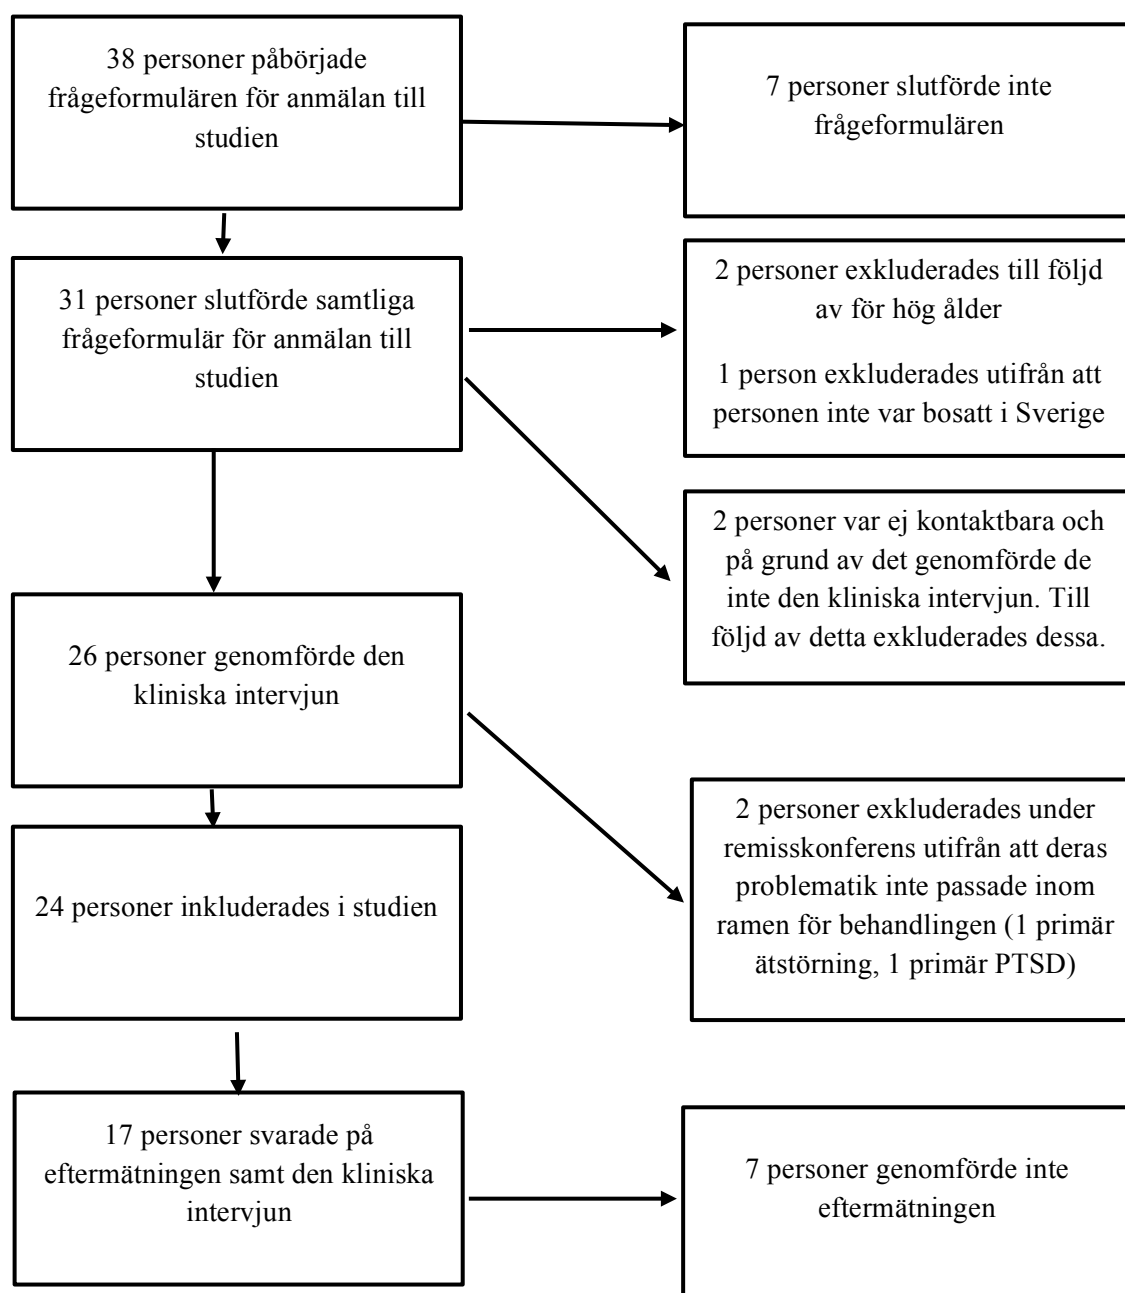 38 personer påbörjade
frågeformulären för anmälan till
studien
7 personer slutförde inte
frågeformulären
31 personer slutförde samtliga
frågeformulär för anmälan till
studien
2 personer exkluderades till följd
av för hög ålder
1 person exkluderades utifrån att
personen inte var bosatt i Sverige
2 personer var ej kontaktbara och
på grund av det genomförde de
inte den kliniska intervjun. Till
följd av detta exkluderades dessa.
26 personer genomförde den
kliniska intervjun
2 personer exkluderades under
remisskonferens utifrån att deras
problematik inte passade inom
ramen för behandlingen (1 primär
ätstörning, 1 primär PTSD)
24 personer inkluderades i studien
17 personer svarade på
eftermätningen samt den kliniska
intervjun
7 personer genomförde inte
eftermätningen